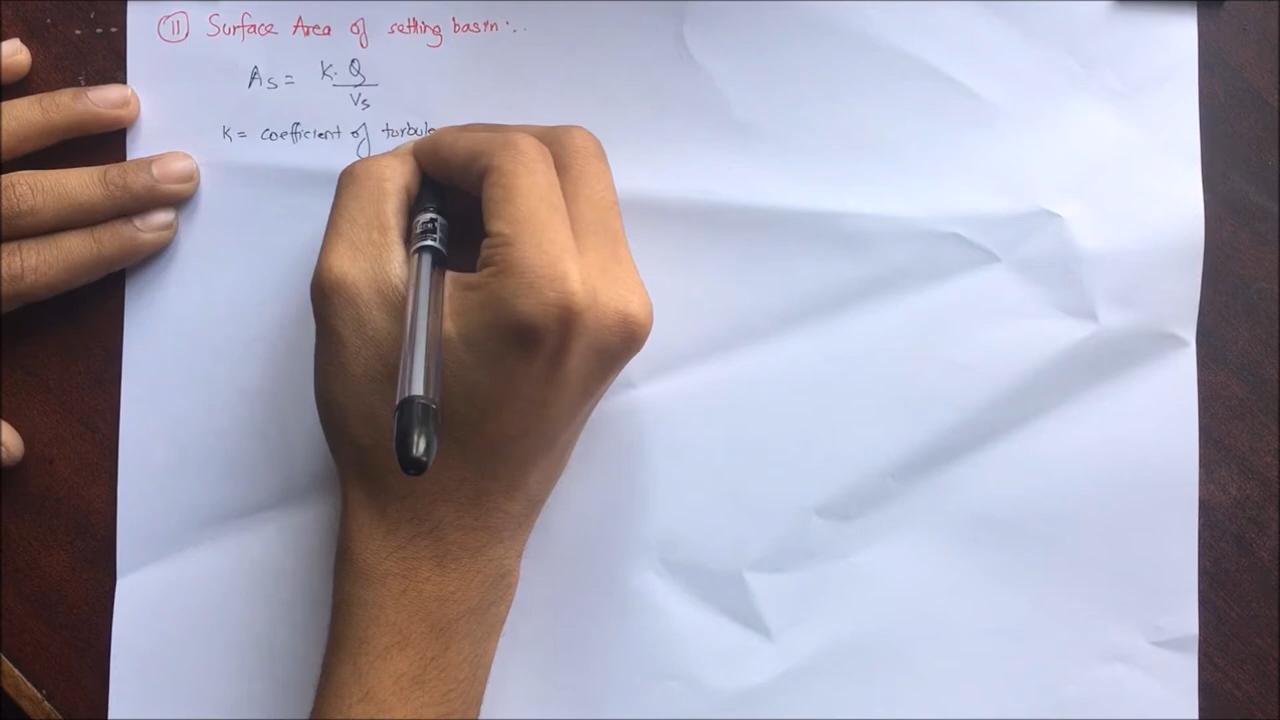 11 Surface Area of settling basin:.
As = K. Q
Vs
K = coefficient of turbule